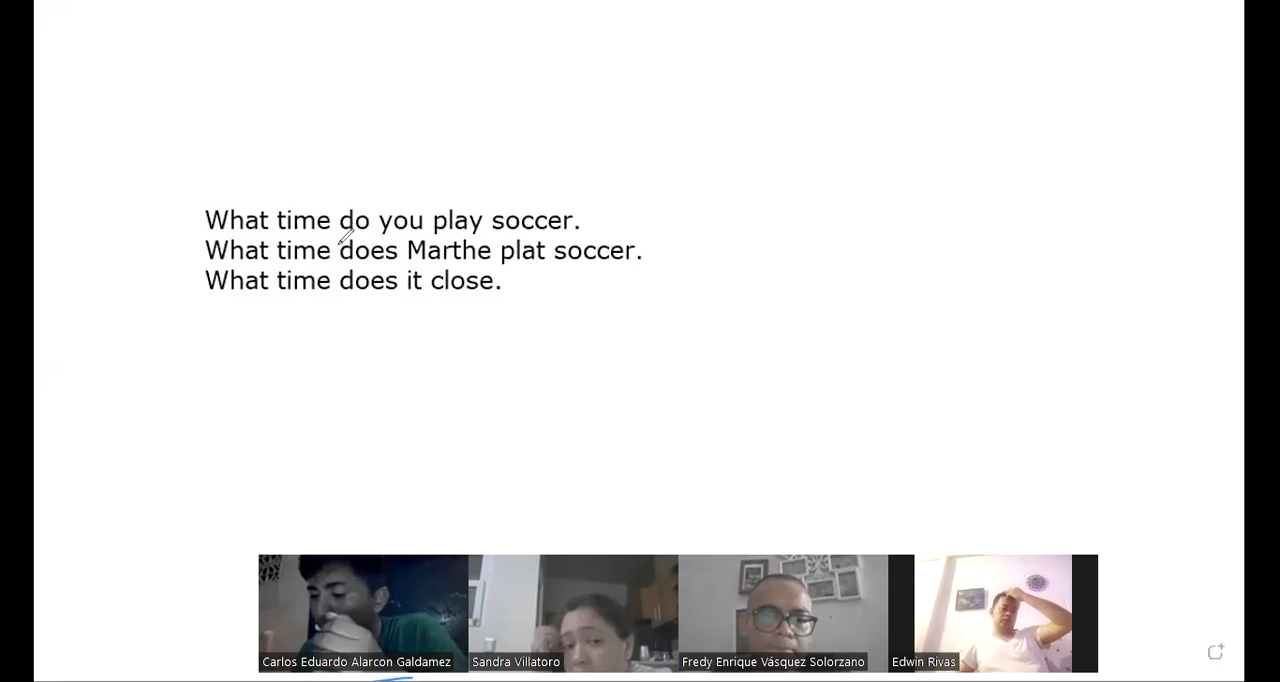 What time do you play soccer.
What time does Marthe plat soccer.
What time does it close.
Carlos Eduardo Alarcon Galdamez
Sandra Villatoro
Fredy Enrique Vásquez Solorzano
Edwin Rivas